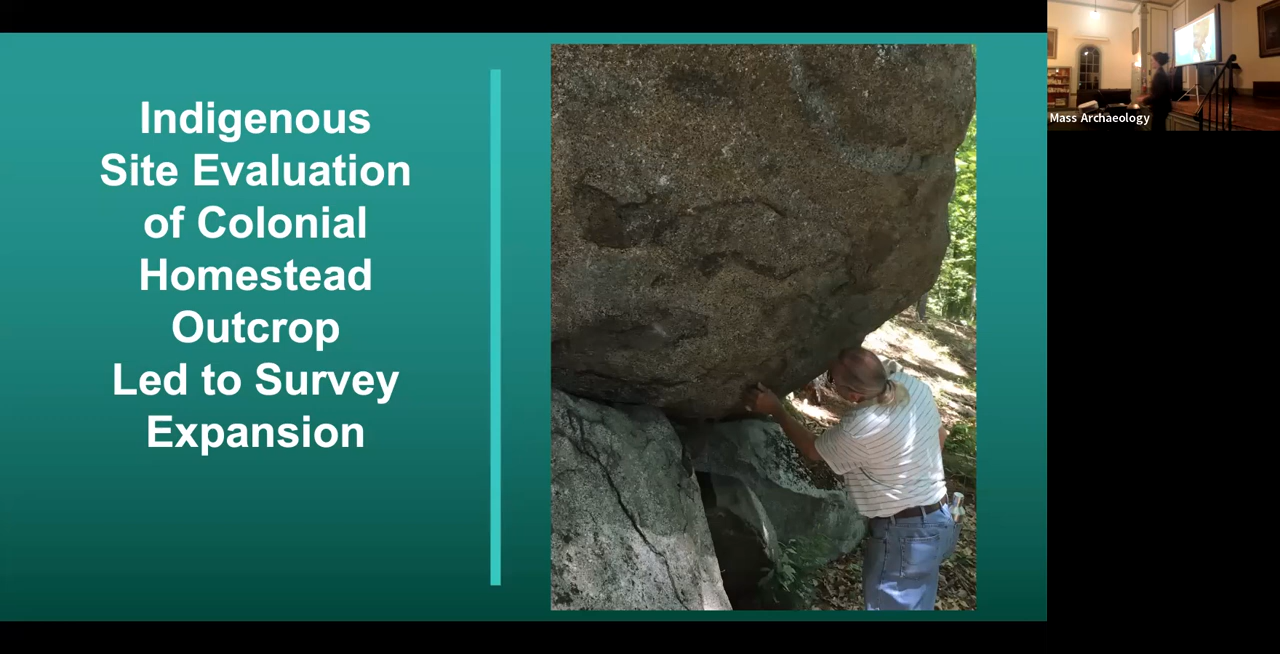 Indigenous
Site Evaluation
of Colonial
Homestead
Outcrop
Led to Survey
Expansion
Mass Archaeology